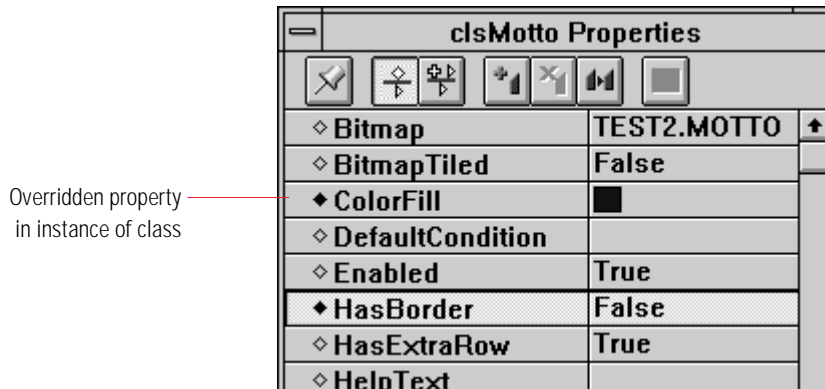 clsMotto Properties
Bitmap TEST2.MOTTO
BitmapTiled False
Overridden property
in instance of class
ColorFill
DefaultCondition
Enabled True
HasBorder False
HasExtraRow True
HelpText